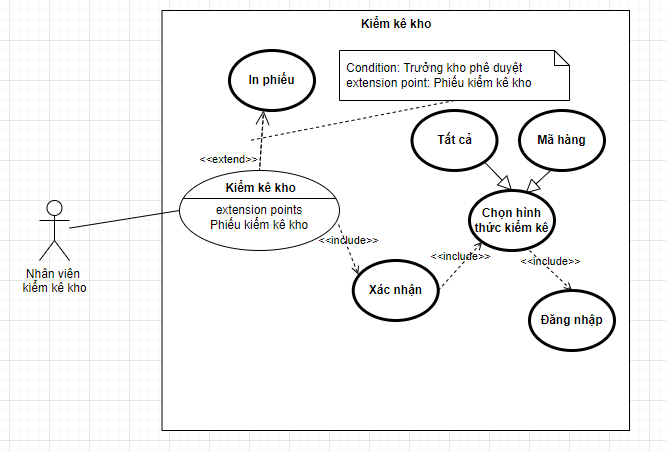 Kiểm kê kho
In phiếu
Condition: Trưởng kho phê duyệt
extension point: Phiếu kiểm kê kho
Tất cả
Mã hàng
<<extend>>
Kiểm kê kho
extension points
Phiếu kiểm kê kho
Chọn hình
thức kiểm kê
<<include>>
<<include>>
<<include>>
Nhân viên
kiểm kê kho
Xác nhận
Đăng nhập